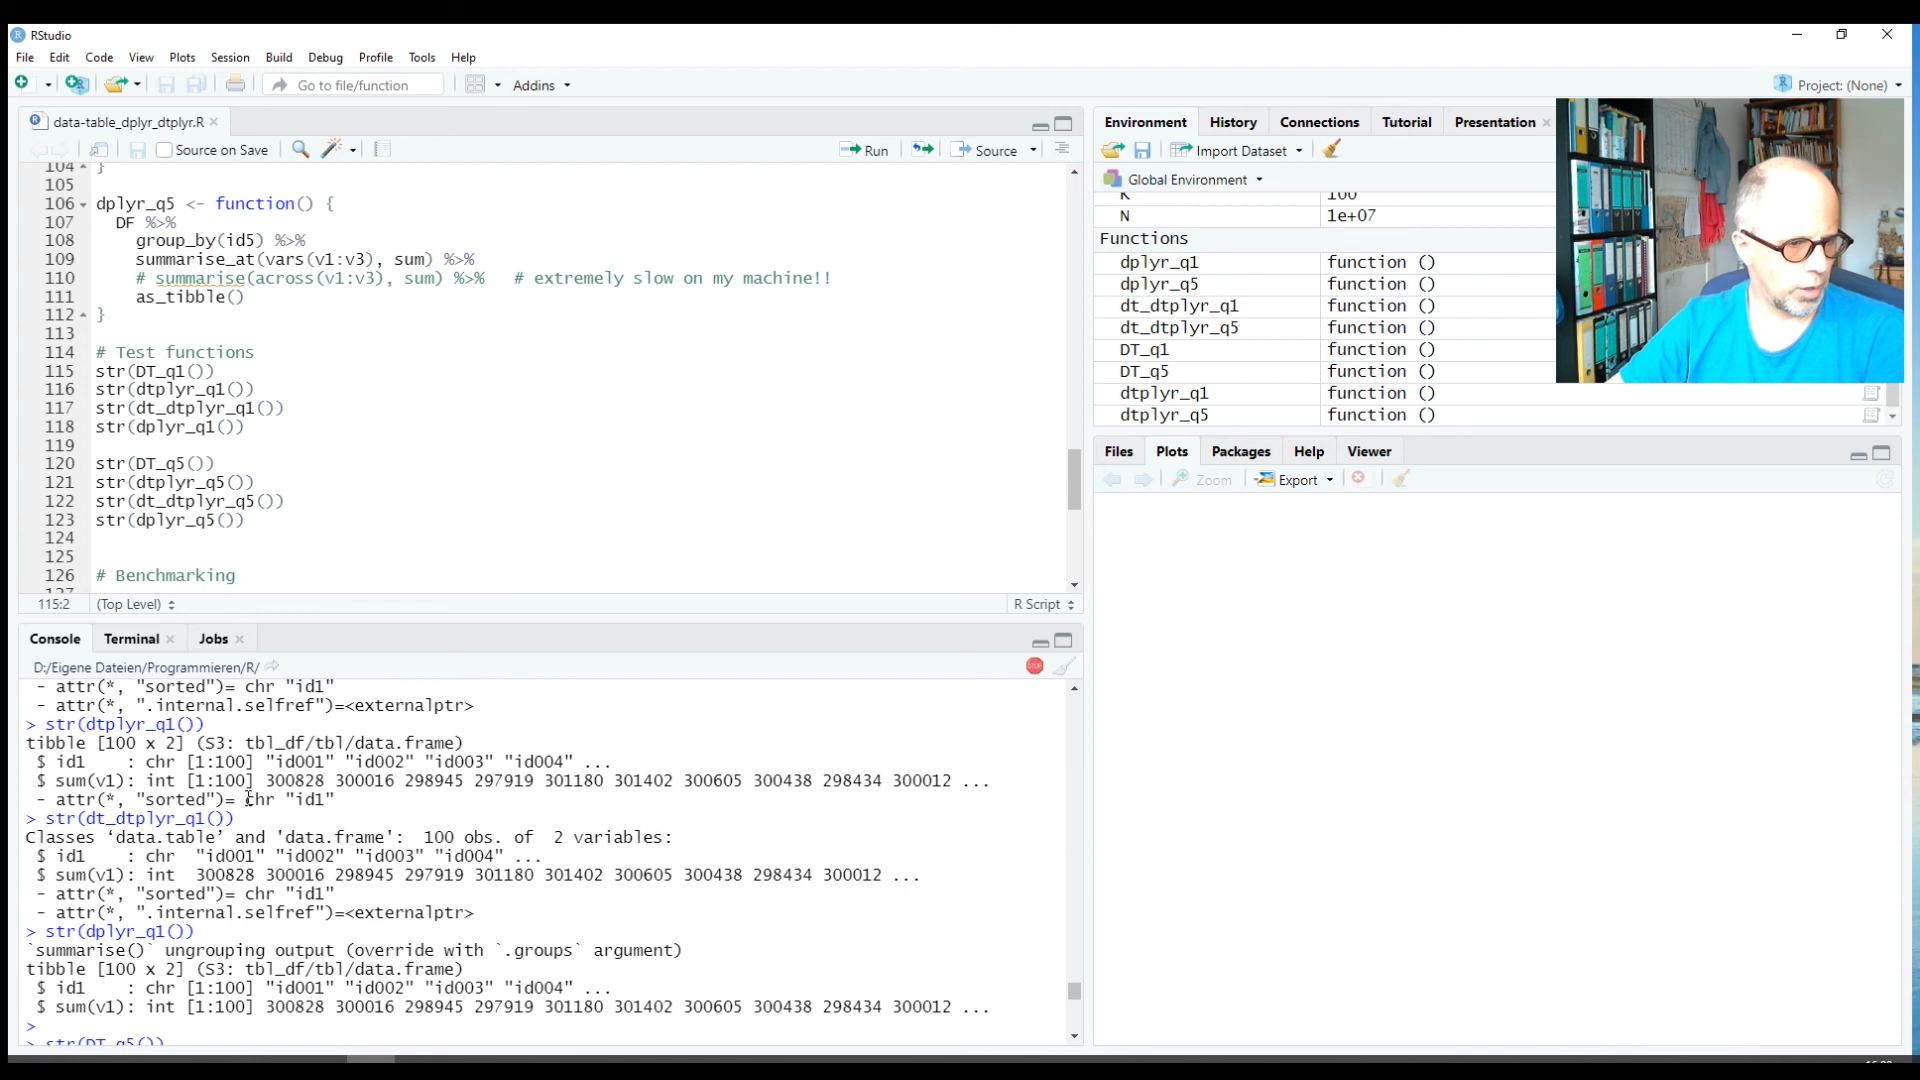 RStudio
File Edit Code View Plots Session Build Debug Profile Tools Help
Go to file/function Addins Project: (None)
data-table_dplyr_dtplyr.R
Source on Save Run Source
104 }
105
106 dplyr_q5 <- function() {
107 DF %>%
108 group_by(id5) %>%
109 summarise_at(vars(v1:v3), sum) %>%
110 # summarise(across(v1:v3), sum) %>% # extremely slow on my machine!!
111 as_tibble()
112 }
113
114 # Test functions
115 str(DT_q1())
116 str(dtplyr_q1())
117 str(dt_dtplyr_q1())
118 str(dplyr_q1())
119
120 str(DT_q5())
121 str(dtplyr_q5())
122 str(dt_dtplyr_q5())
123 str(dplyr_q5())
124
125
126 # Benchmarking
127
115:2 (Top Level) R Script
Console Terminal Jobs
D:/Eigene Dateien/Programmieren/R/
- attr(*, "sorted")= chr "id1"
- attr(*, ".internal.selfref")=<externalptr>
> str(dtplyr_q1())
tibble [100 x 2] (S3: tbl_df/tbl/data.frame)
$ id1 : chr [1:100] "id001" "id002" "id003" "id004" ...
$ sum(v1): int [1:100] 300828 300016 298945 297919 301180 301402 300605 300438 298434 300012 ...
- attr(*, "sorted")= chr "id1"
> str(dt_dtplyr_q1())
Classes ‘data.table’ and 'data.frame': 100 obs. of 2 variables:
$ id1 : chr "id001" "id002" "id003" "id004" ...
$ sum(v1): int 300828 300016 298945 297919 301180 301402 300605 300438 298434 300012 ...
- attr(*, "sorted")= chr "id1"
- attr(*, ".internal.selfref")=<externalptr>
> str(dplyr_q1())
`summarise()` ungrouping output (override with `.groups` argument)
tibble [100 x 2] (S3: tbl_df/tbl/data.frame)
$ id1 : chr [1:100] "id001" "id002" "id003" "id004" ...
$ sum(v1): int [1:100] 300828 300016 298945 297919 301180 301402 300605 300438 298434 300012 ...
>
> str(DT_q5())
Environment History Connections Tutorial Presentation
Import Dataset
Global Environment
K 100
N 1e+07
Functions
dplyr_q1 function ()
dplyr_q5 function ()
dt_dtplyr_q1 function ()
dt_dtplyr_q5 function ()
DT_q1 function ()
DT_q5 function ()
dtplyr_q1 function ()
dtplyr_q5 function ()
Files Plots Packages Help Viewer
Zoom Export